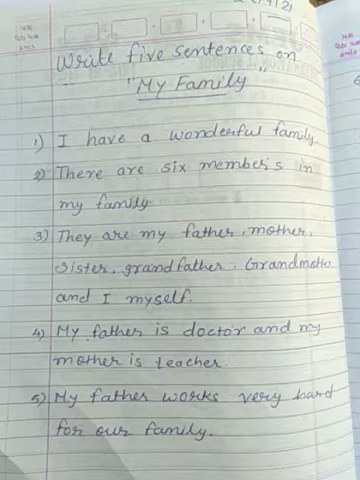 Write five sentences on
"My Family"
1) I have a wonderful family
2) There are six member's in
my family.
3) They are my father, mother,
sister, grandfather, Grandmother
and I myself.
4) My father is doctor and my
mother is teacher.
5) My father works very hard
for our family.